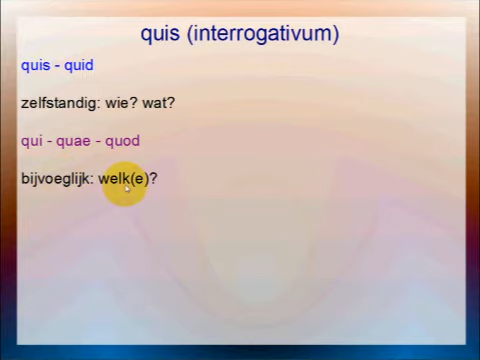 quis (interrogativum)
quis - quid
zelfstandig: wie? wat?
qui - quae - quod
bijvoeglijk: welk(e)?